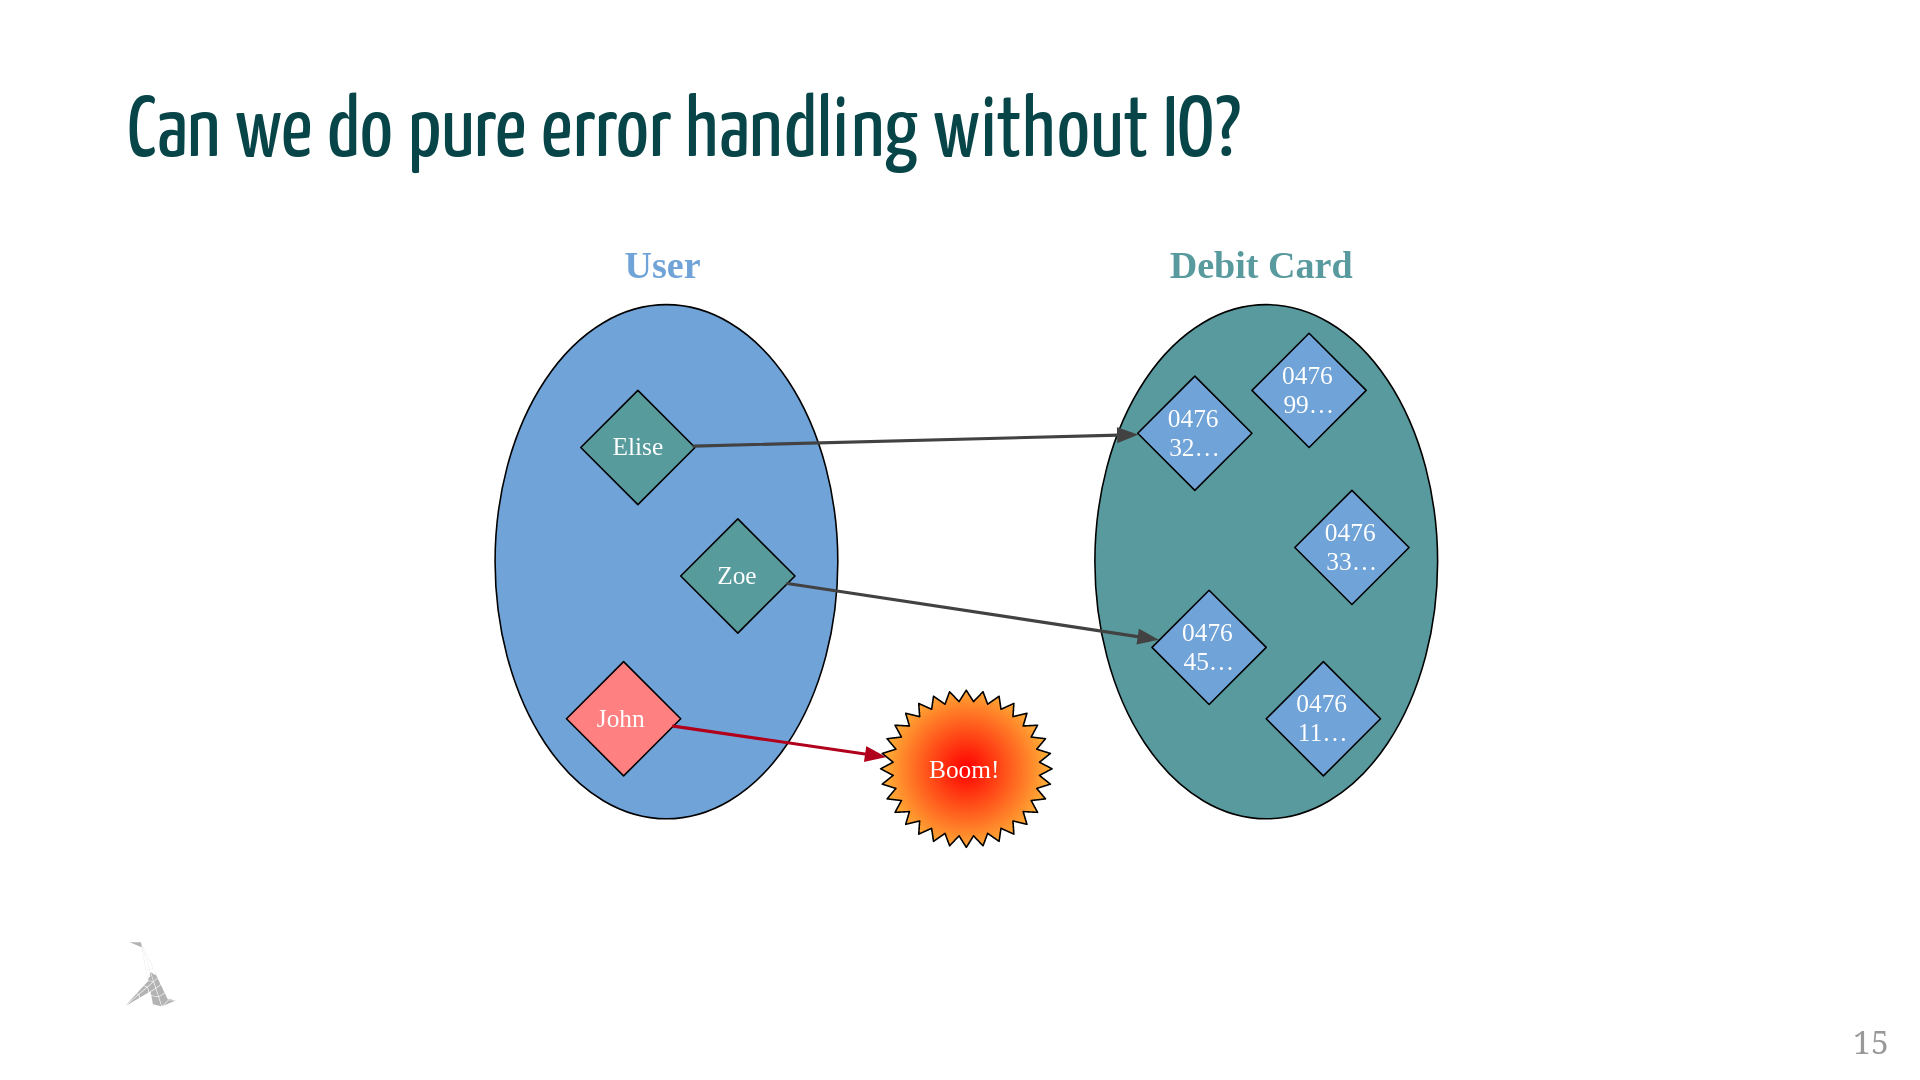 Can we do pure error handling without IO?
User
Debit Card
Elise
Zoe
John
Boom!
0476
32…
0476
99…
0476
33…
0476
45…
0476
11…
15